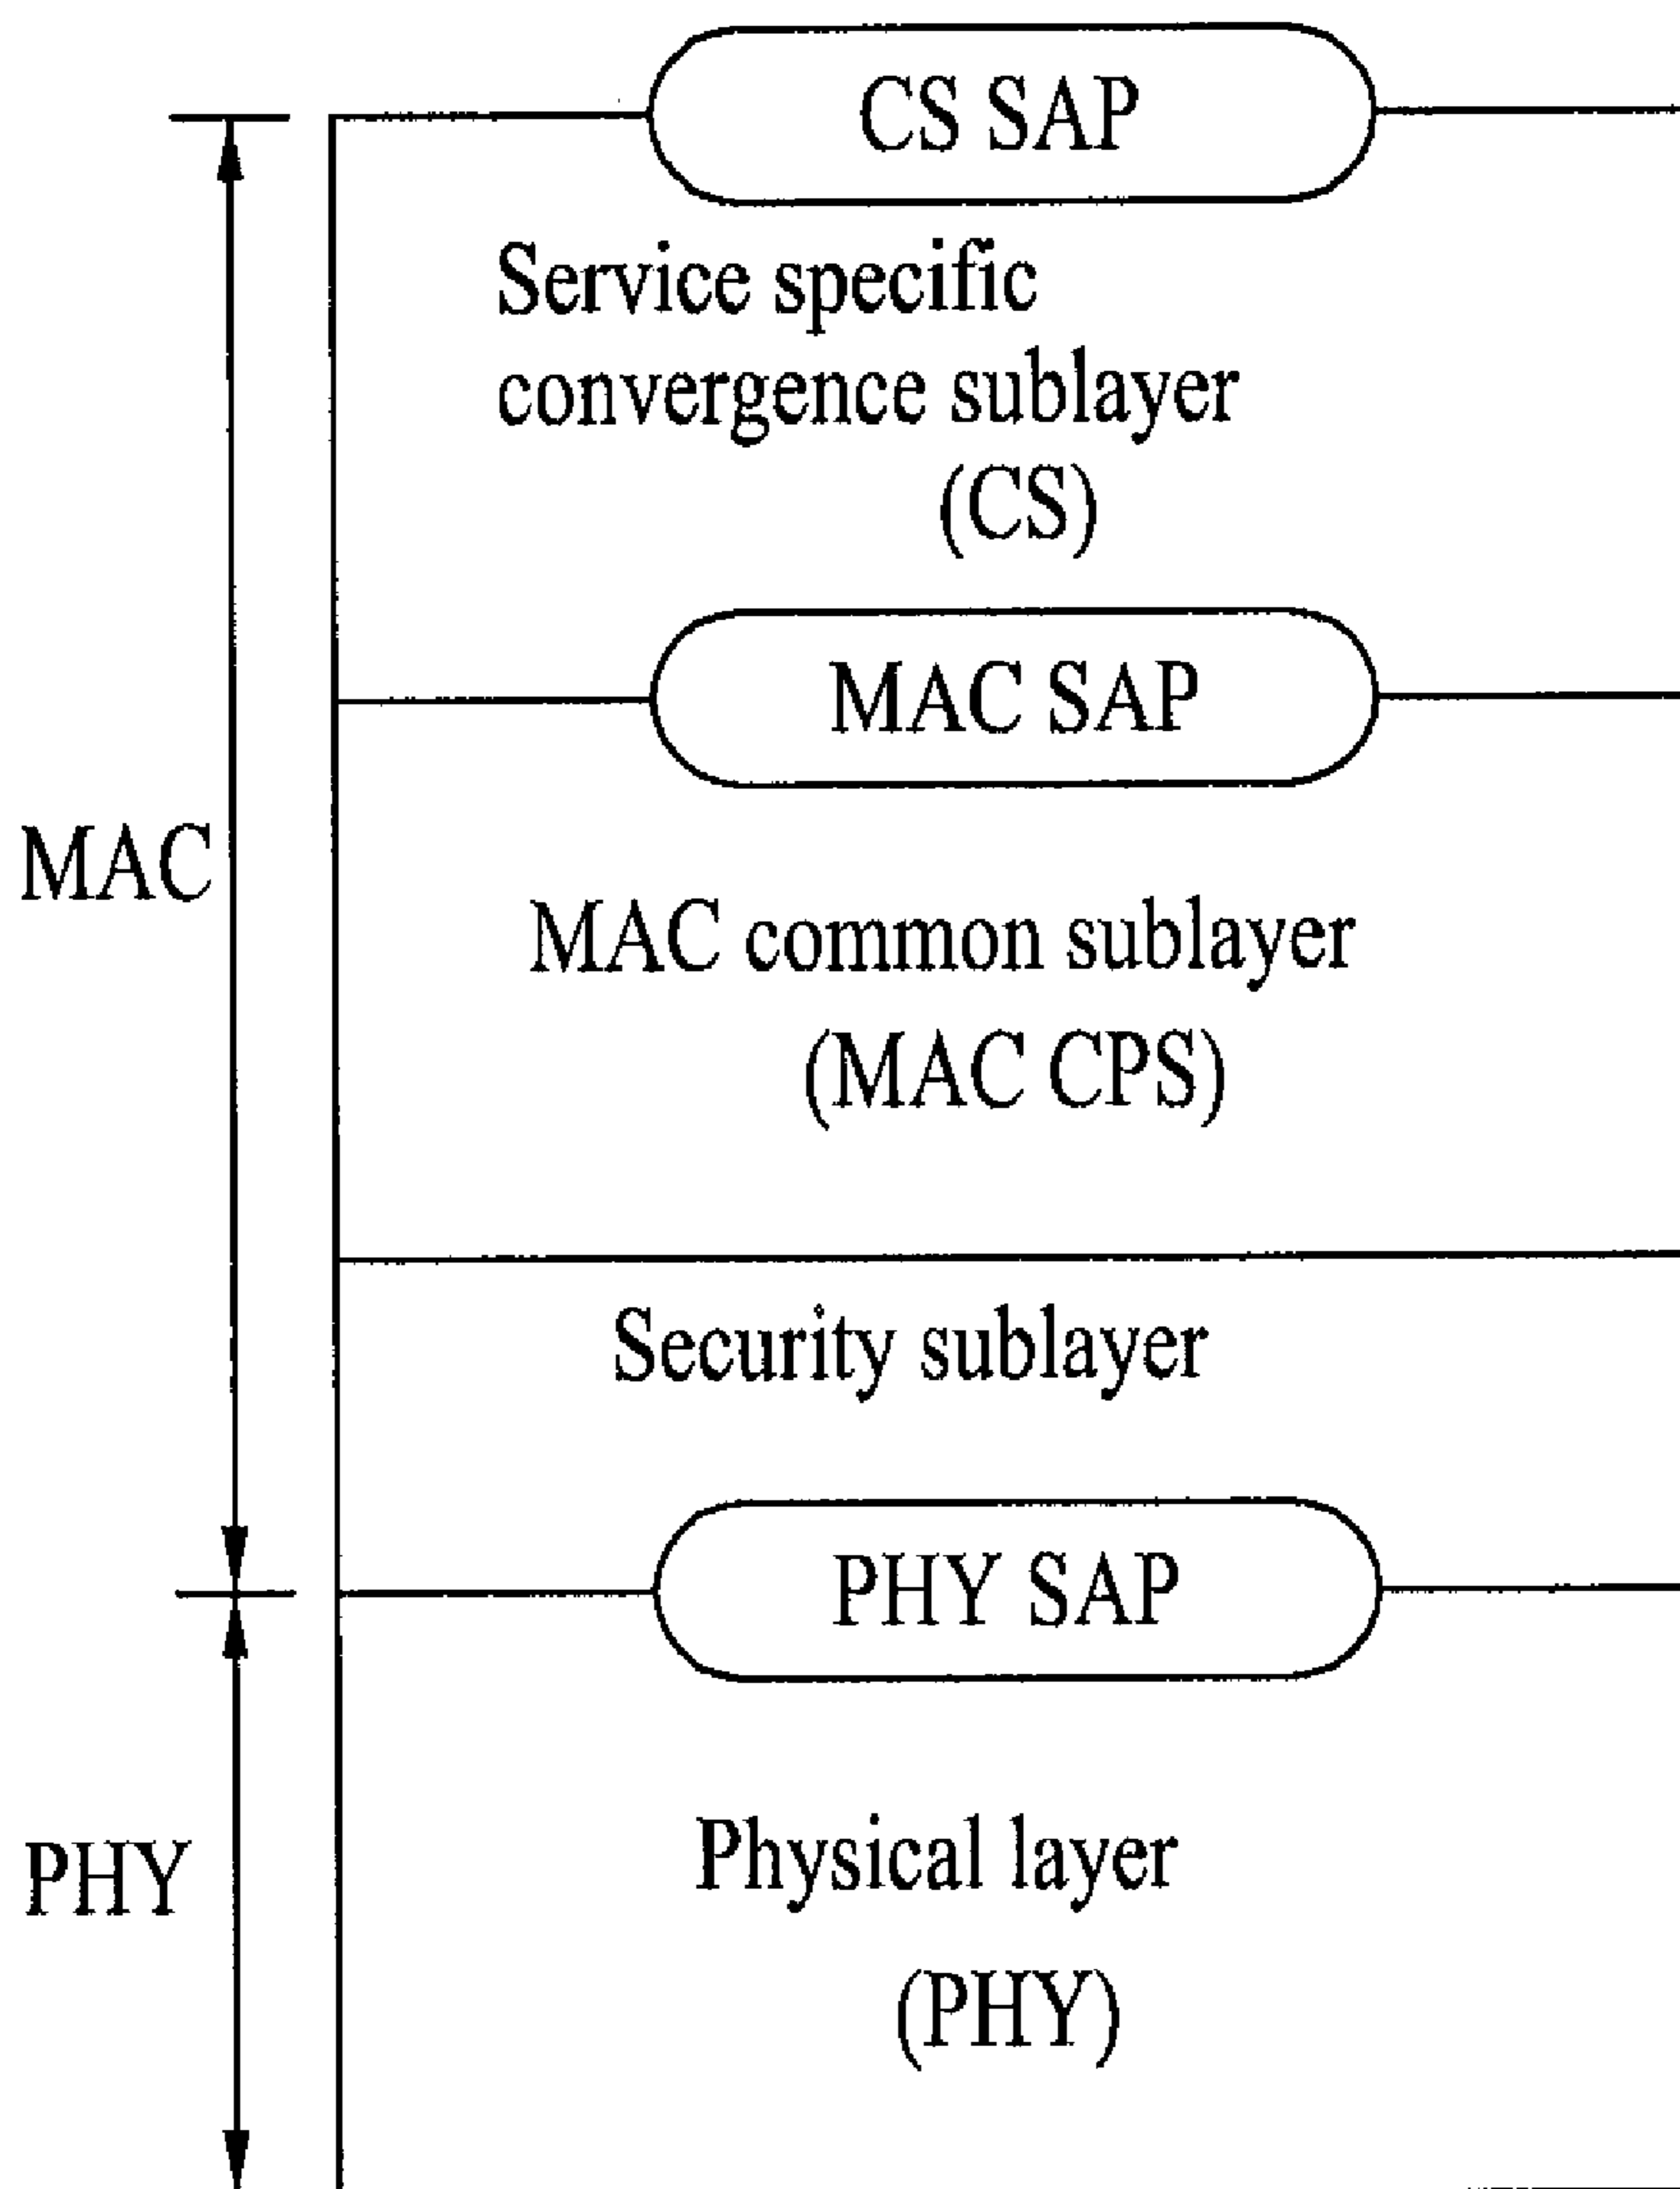 CS SAP
Service specific
convergence sublayer
(CS)
MAC SAP
MAC
MAC common sublayer
(MAC CPS)
Security sublayer
PHY SAP
Physical layer
PHY
(PHY)